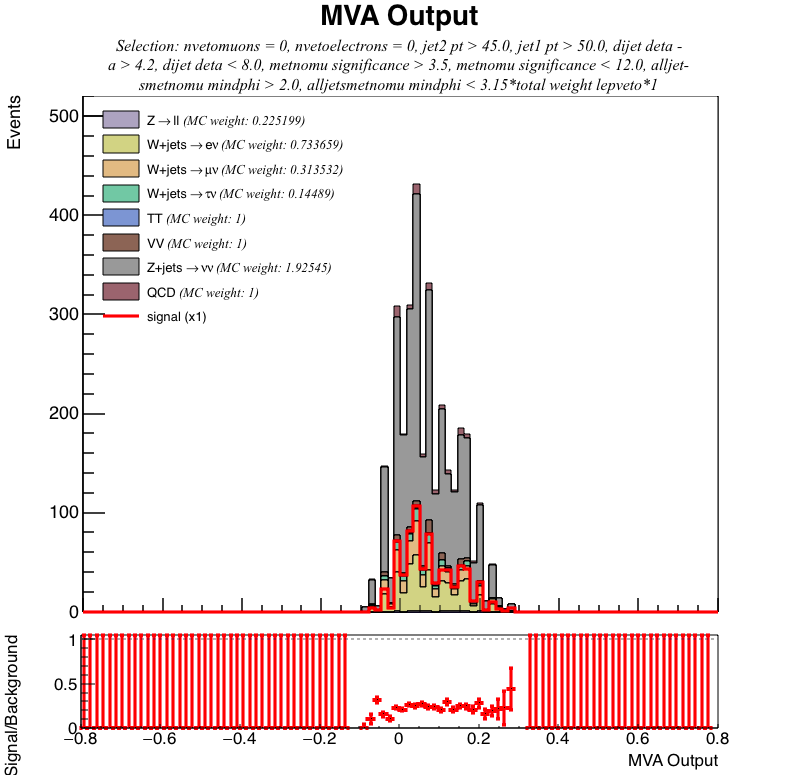 MVA Output
Selection: nvetomuons = 0, nvetoelectrons = 0, jet2 pt > 45.0, jet1 pt > 50.0, dijet deta -
a > 4.2, dijet deta < 8.0, metnomu significance > 3.5, metnomu significance < 12.0, alljet-
smetnomu mindphi > 2.0, alljetsmetnomu mindphi < 3.15*total weight lepveto*1
Events
500
400
300
200
100
0
Z→ll (MC weight: 0.225199)
W+jets→eν (MC weight: 0.733659)
W+jets→μν (MC weight: 0.313532)
W+jets→τν (MC weight: 0.14489)
TT (MC weight: 1)
VV (MC weight: 1)
Z+jets→νν (MC weight: 1.92545)
QCD (MC weight: 1)
signal (x1)
Signal/Background
1
0.5
0
−0.8 −0.6 −0.4 −0.2 0 0.2 0.4 0.6 0.8
MVA Output